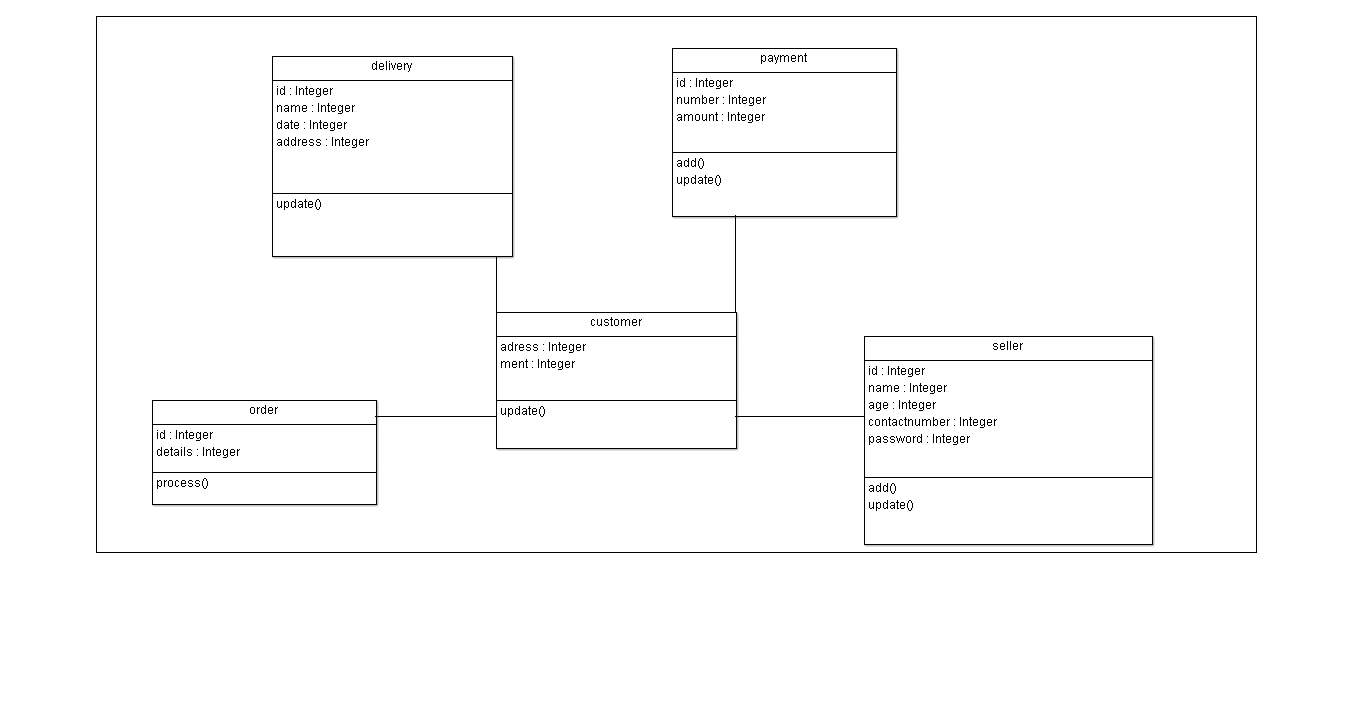 delivery
id : Integer
name : Integer
date : Integer
address : Integer
update()
payment
id : Integer
number : Integer
amount : Integer
add()
update()
customer
adress : Integer
ment : Integer
update()
seller
id : Integer
name : Integer
age : Integer
contactnumber : Integer
password : Integer
add()
update()
order
id : Integer
details : Integer
process()